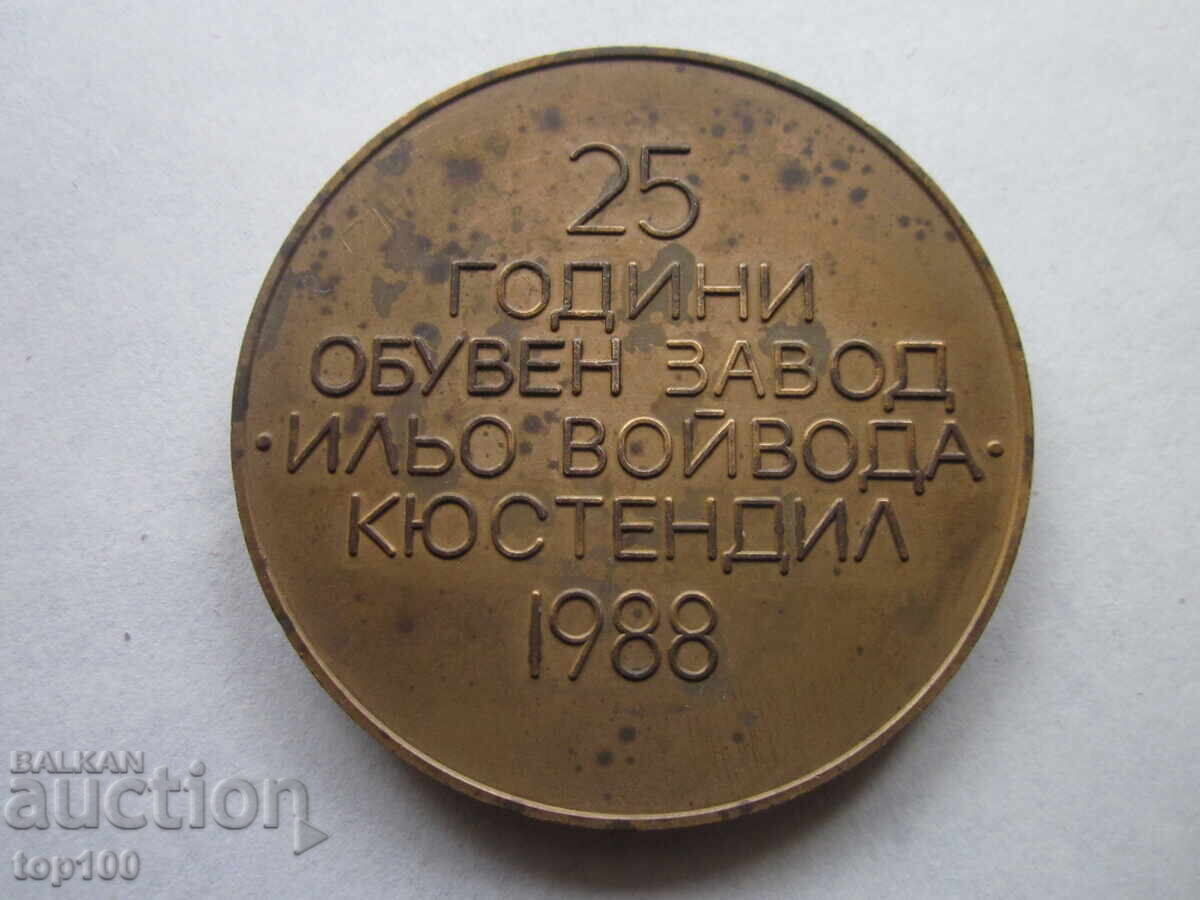 25
ГОДИНИ
ОБУВЕН ЗАВОД
·ИЛЬО ВОЙВОДА·
КЮСТЕНДИЛ
1988
BALKAN
auction
top100